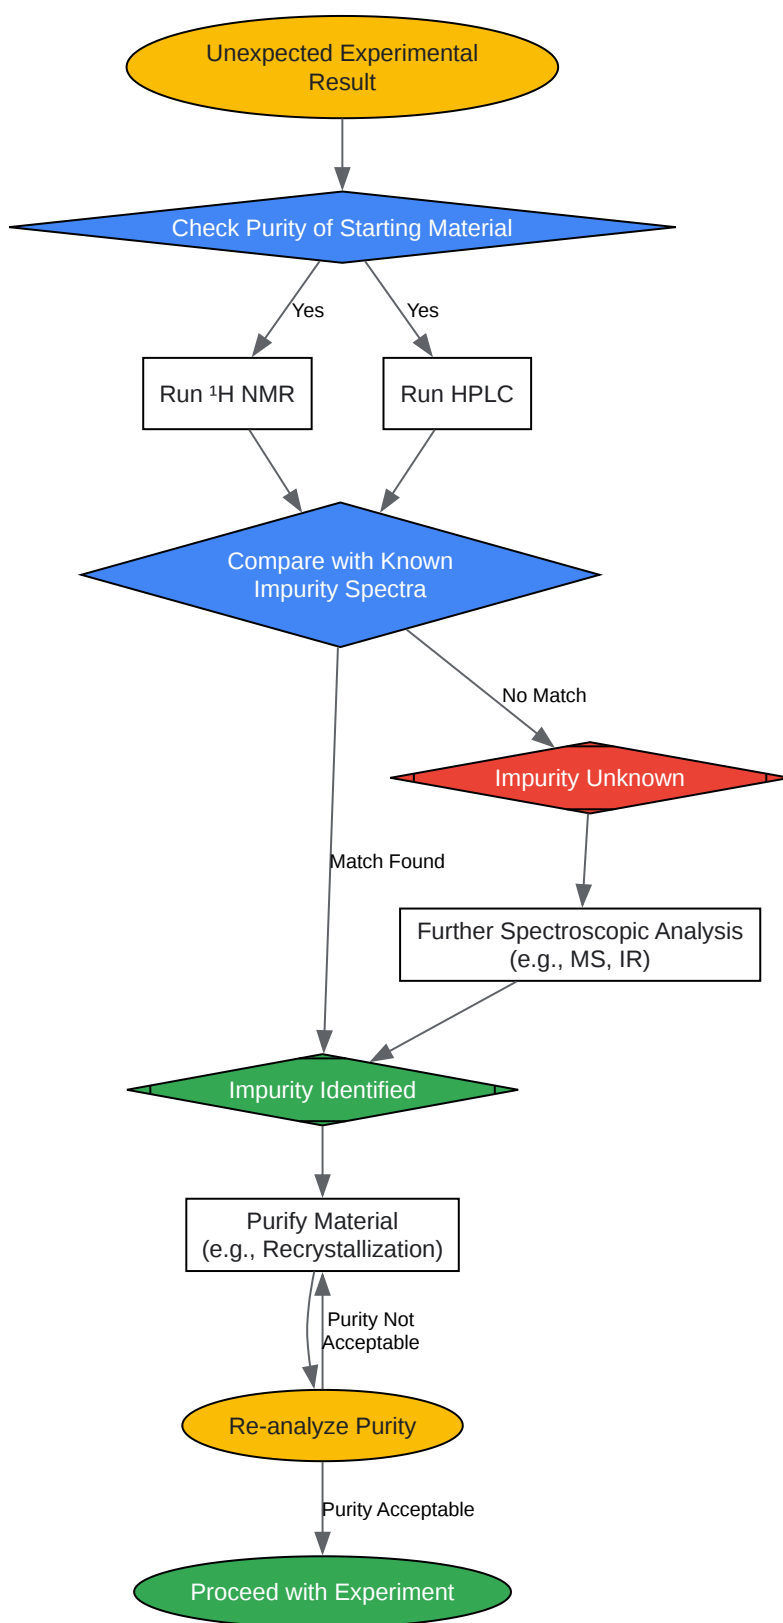 Unexpected Experimental
Result
Check Purity of Starting Material
Yes
Yes
Run ¹H NMR
Run HPLC
Compare with Known
Impurity Spectra
No Match
Impurity Unknown
Match Found
Further Spectroscopic Analysis
(e.g., MS, IR)
Impurity Identified
Purify Material
(e.g., Recrystallization)
Purity Not
Acceptable
Re-analyze Purity
Purity Acceptable
Proceed with Experiment